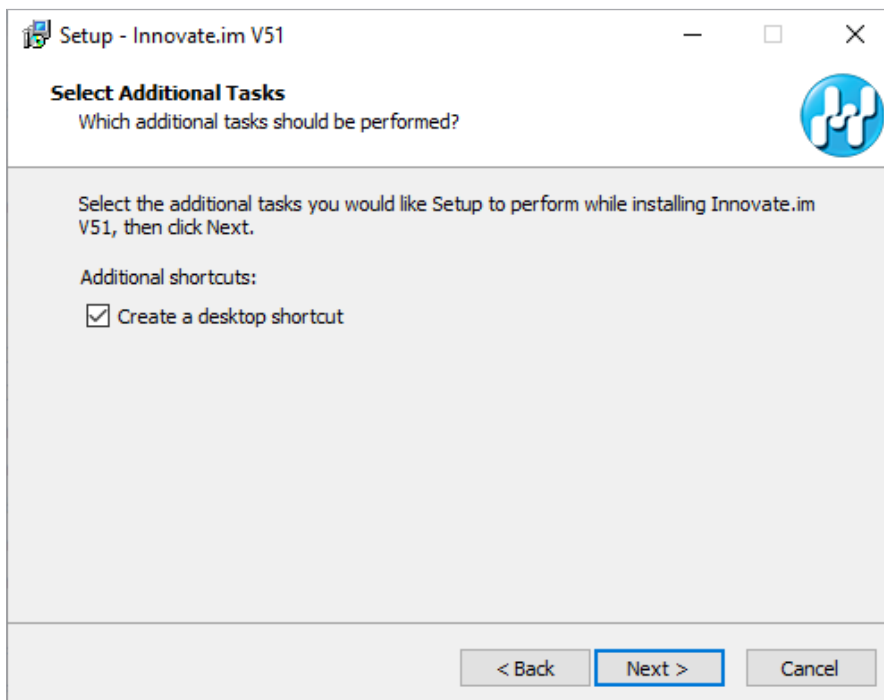 Setup - Innovate.im V51
Select Additional Tasks
Which additional tasks should be performed?
Select the additional tasks you would like Setup to perform while installing Innovate.im
V51, then click Next.
Additional shortcuts:
Create a desktop shortcut
< Back
Next >
Cancel